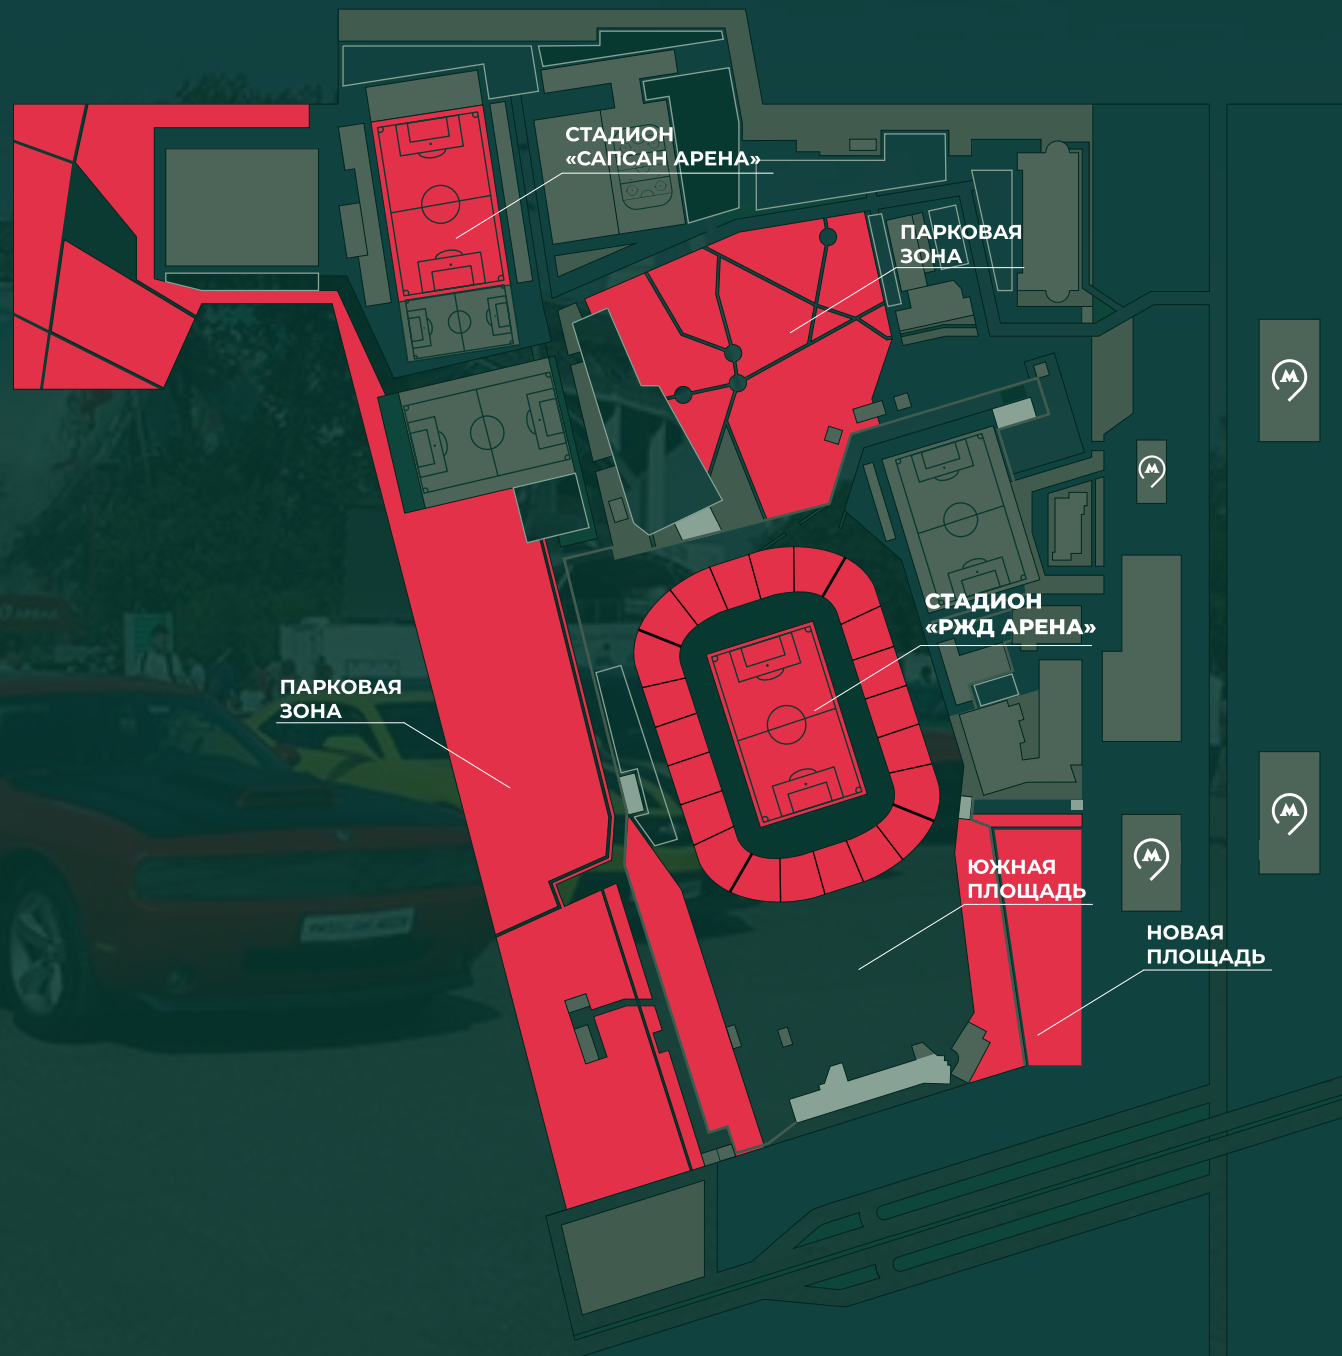 СТАДИОН
«САПСАН АРЕНА»
ПАРКОВАЯ
ЗОНА
СТАДИОН
«РЖД АРЕНА»
ПАРКОВАЯ
ЗОНА
ЮЖНАЯ
ПЛОЩАДЬ
НОВАЯ
ПЛОЩАДЬ
М
М
М
М